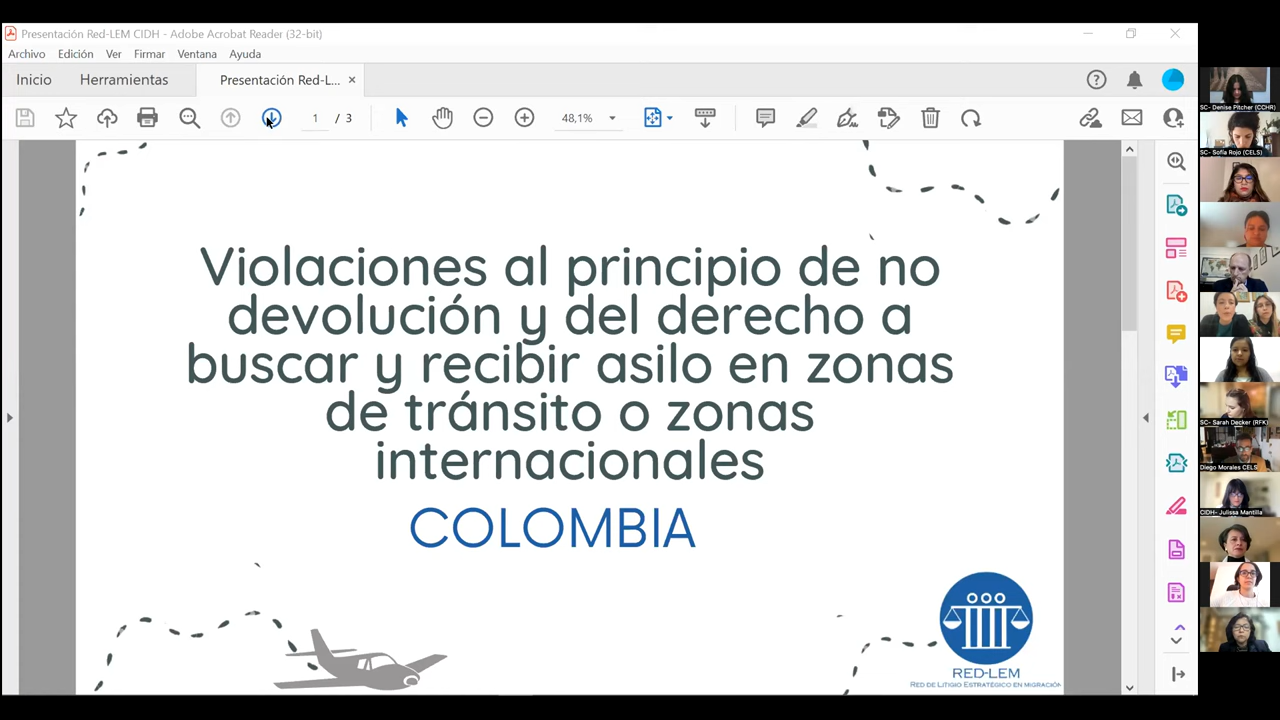 Presentación Red-LEM CIDH - Adobe Acrobat Reader (32-bit)
Archivo Edición Ver Firmar Ventana Ayuda
Inicio Herramientas Presentación Red-L... ×
1 / 3 48,1%
Violaciones al principio de no
devolución y del derecho a
buscar y recibir asilo en zonas
de tránsito o zonas
internacionales
COLOMBIA
RED-LEM
RED DE LITIGIO ESTRATÉGICO EN MIGRACIÓN
SC- Denise Pitcher (CCHR)
SC- Sofía Rojo (CELS)
SC- Sarah Decker (RFK)
Diego Morales CELS
CIDH- Julissa Mantilla